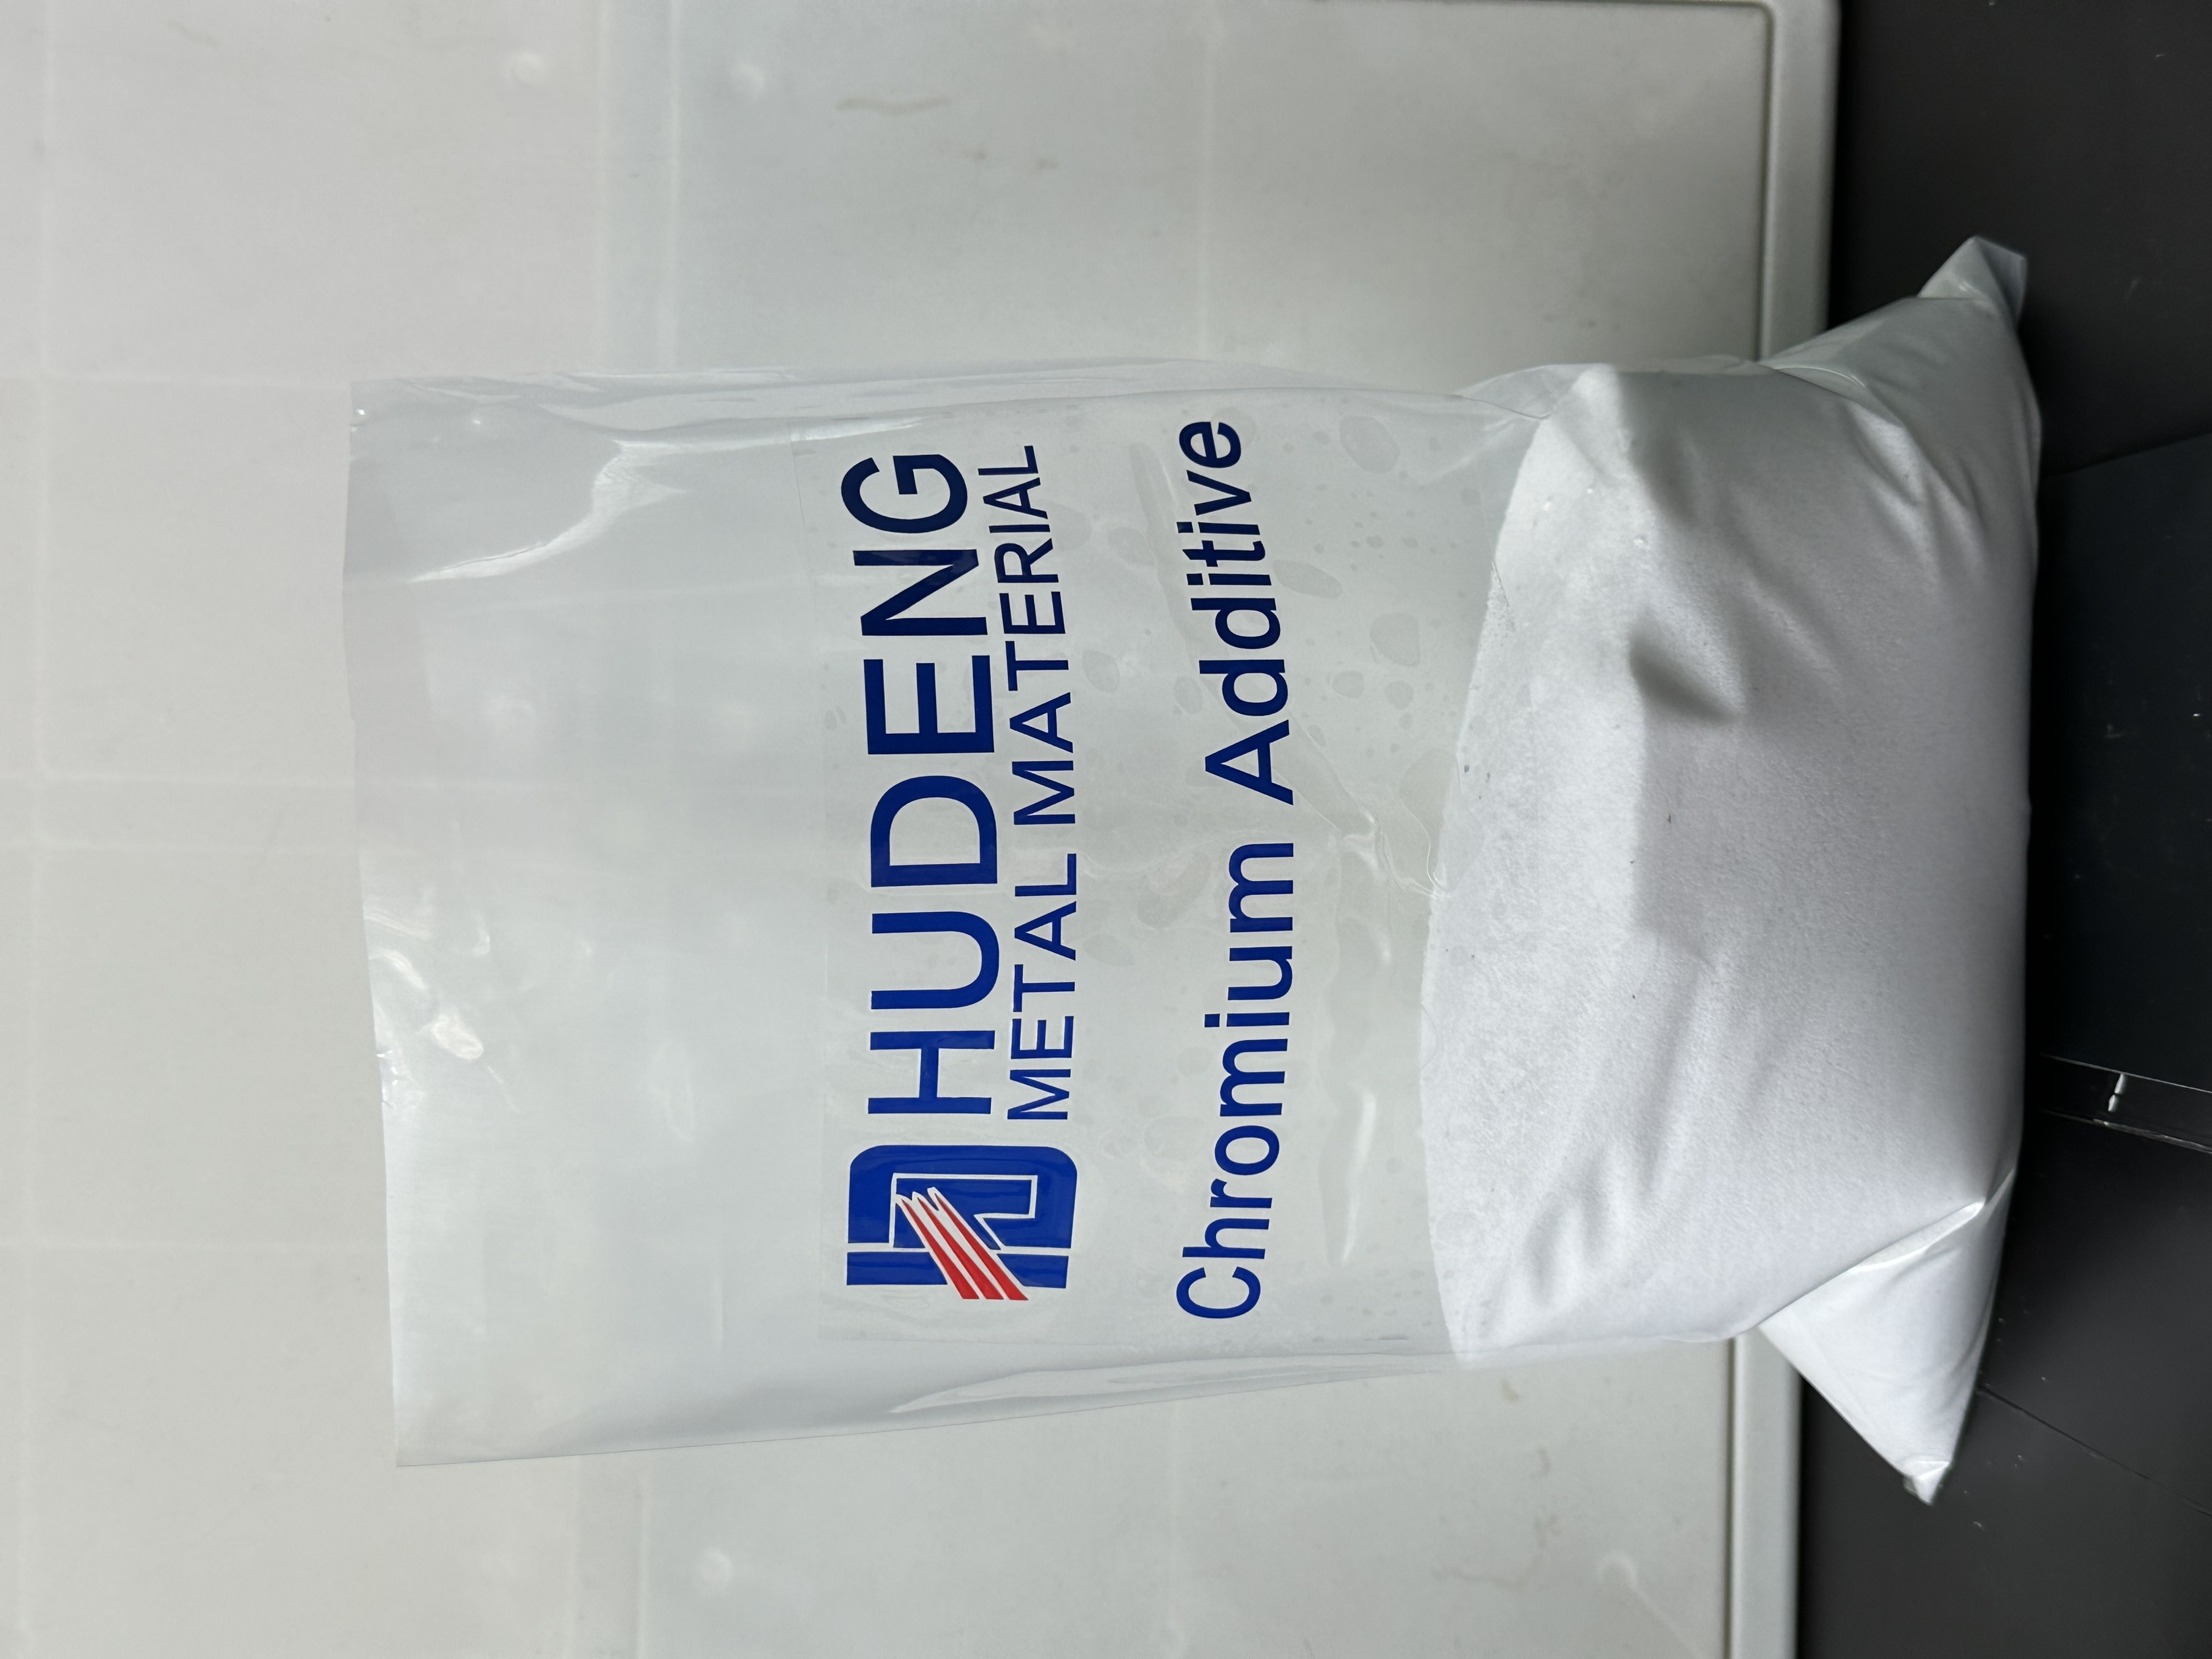 HUDENG
METAL MATERIAL
Chromium Additive